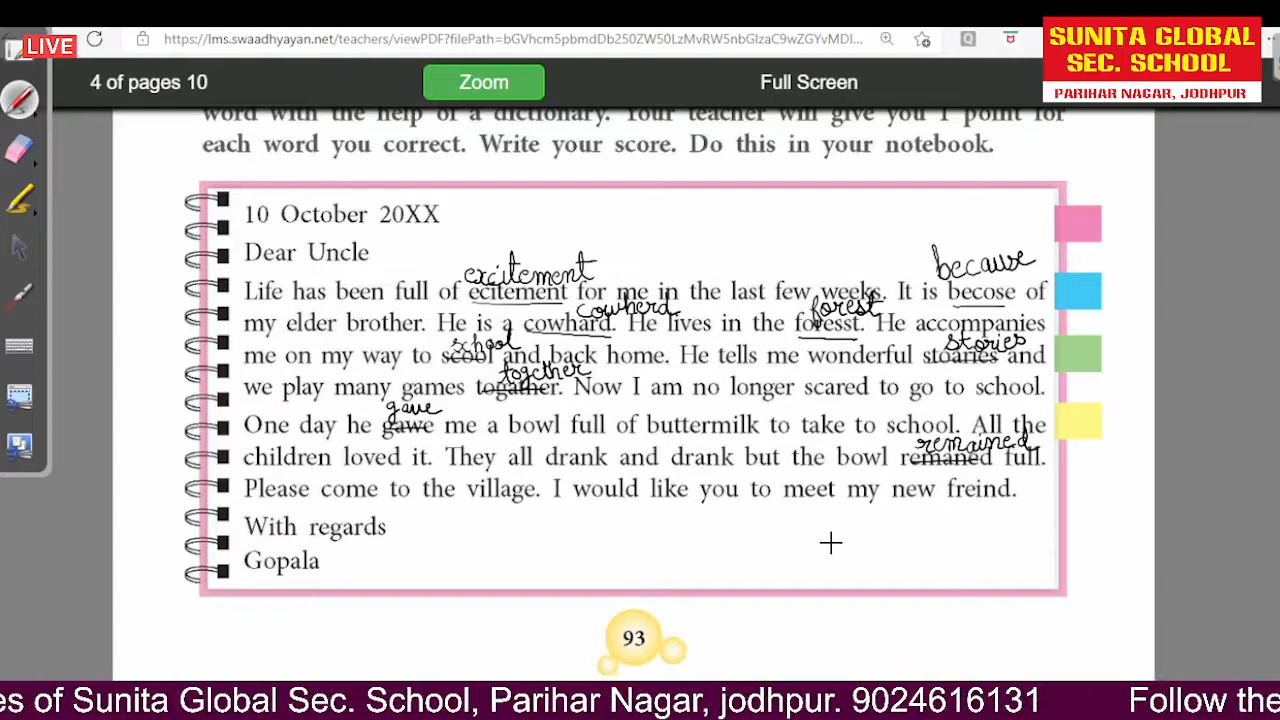 LIVE
https://lms.swaadhyayan.net/teachers/viewPDF?filePath=bGVhcm5pbmdDb250ZW50LzMvRW5nbGlzaC9wZGYvMDI...
SUNITA GLOBAL
SEC. SCHOOL
PARIHAR NAGAR, JODHPUR
4 of pages 10
Zoom
Full Screen
word with the help of a dictionary. Your teacher will give you 1 point for
each word you correct. Write your score. Do this in your notebook.
10 October 20XX
Dear Uncle
excitement
because
Life has been full of ecitement for me in the last few weeks. It is becose of
cowherd
forest
my elder brother. He is a cowhard. He lives in the foresst. He accompanies
school
stories
me on my way to scool and back home. He tells me wonderful stoaries and
together
we play many games togather. Now I am no longer scared to go to school.
gave
One day he gawe me a bowl full of buttermilk to take to school. All the
remained
children loved it. They all drank and drank but the bowl remaned full.
Please come to the village. I would like you to meet my new freind.
With regards
Gopala
93
es of Sunita Global Sec. School, Parihar Nagar, jodhpur. 9024616131
Follow the